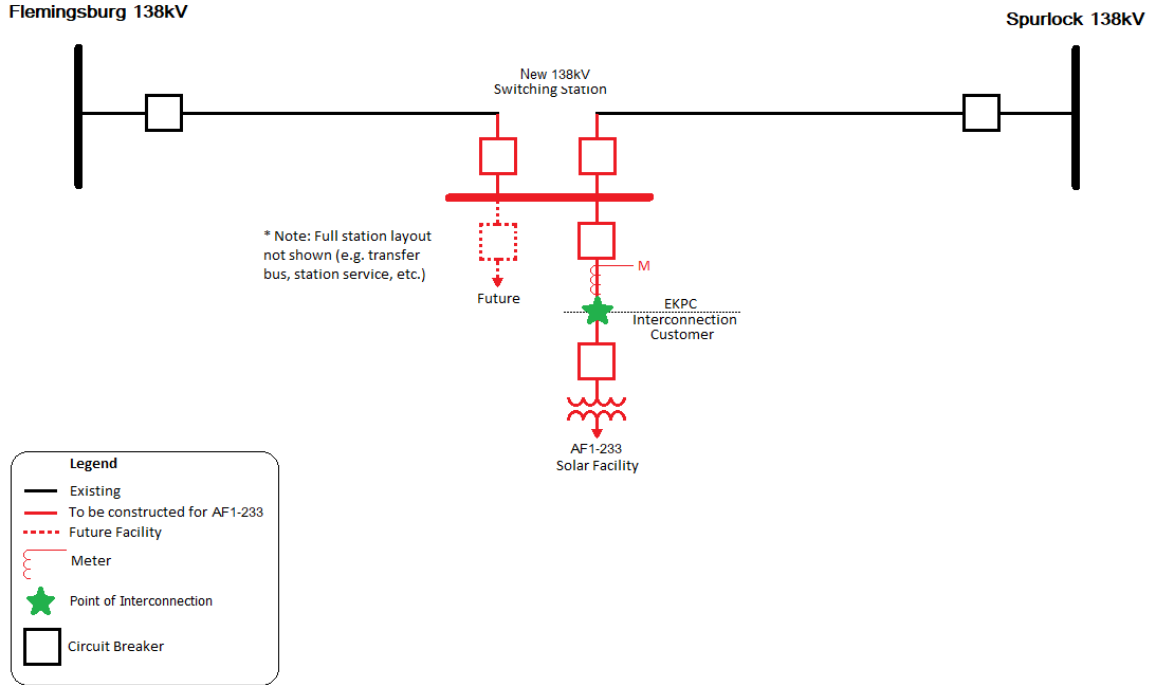 Flemingsburg 138kV
Spurlock 138kV
New 138kV
Switching Station
* Note: Full station layout
not shown (e.g. transfer
bus, station service, etc.)
M
Future
EKPC
Interconnection
Customer
AF1-233
Solar Facility
Legend
Existing
To be constructed for AF1-233
Future Facility
Meter
Point of Interconnection
Circuit Breaker